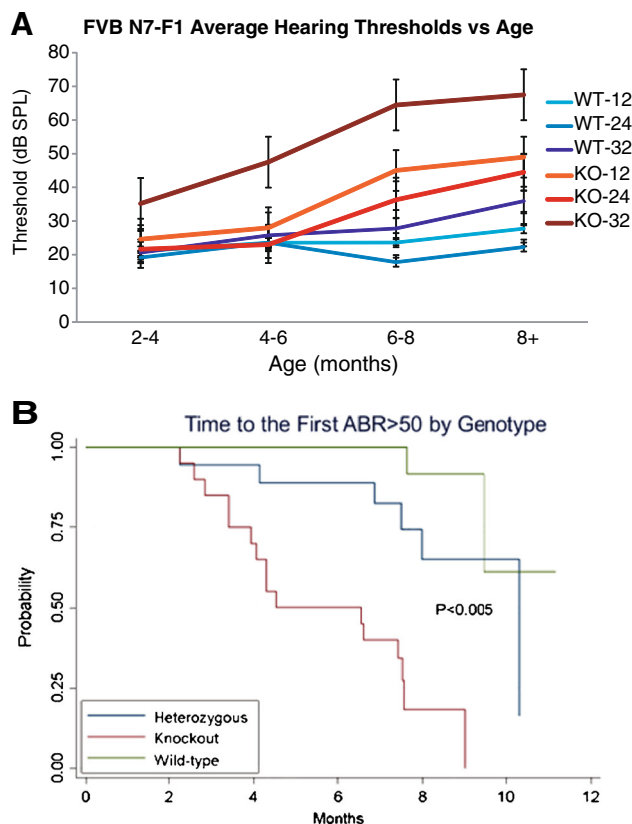 A
FVB N7-F1 Average Hearing Thresholds vs Age
Threshold (dB SPL)
80
70
60
50
40
30
20
10
0
2-4
4-6
6-8
8+
Age (months)
WT-12
WT-24
WT-32
KO-12
KO-24
KO-32
B
Time to the First ABR>50 by Genotype
Probability
1.00
0.75
0.50
0.25
0.00
P<0.005
Heterozygous
Knockout
Wild-type
0 2 4 6 8 10 12
Months